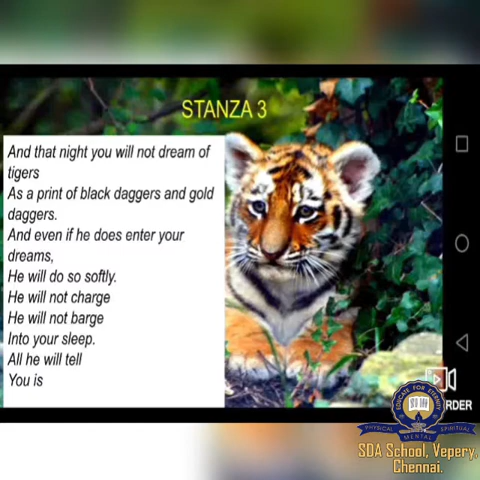 STANZA 3
And that night you will not dream of
tigers
As a print of black daggers and gold
daggers.
And even if he does enter your
dreams,
He will do so softly.
He will not charge
He will not barge
Into your sleep.
All he will tell
You is
RDER
EDUCATE FOR ETERNITY
PHYSICAL MENTAL SPIRITUAL
SDA School, Vepery,
Chennai.